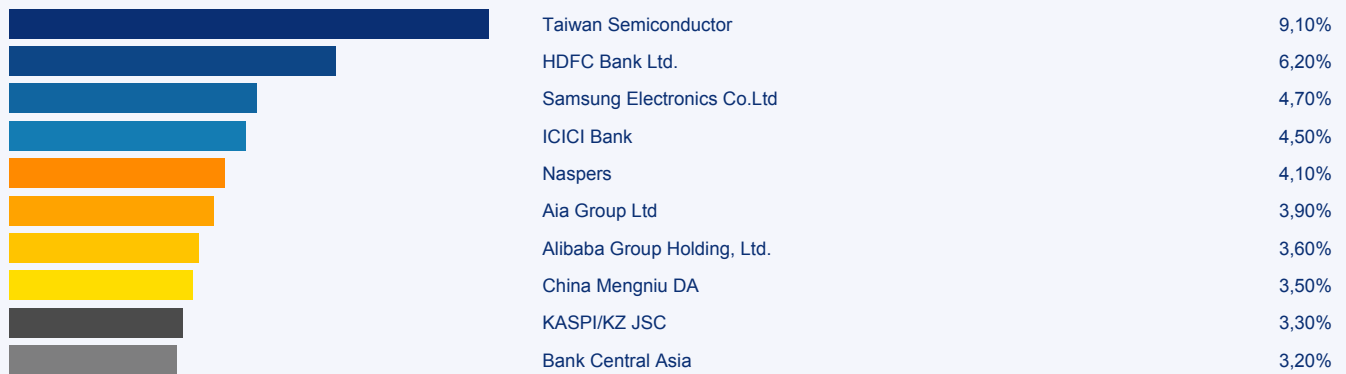 Taiwan Semiconductor 9,10%
HDFC Bank Ltd. 6,20%
Samsung Electronics Co.Ltd 4,70%
ICICI Bank 4,50%
Naspers 4,10%
Aia Group Ltd 3,90%
Alibaba Group Holding, Ltd. 3,60%
China Mengniu DA 3,50%
KASPI/KZ JSC 3,30%
Bank Central Asia 3,20%